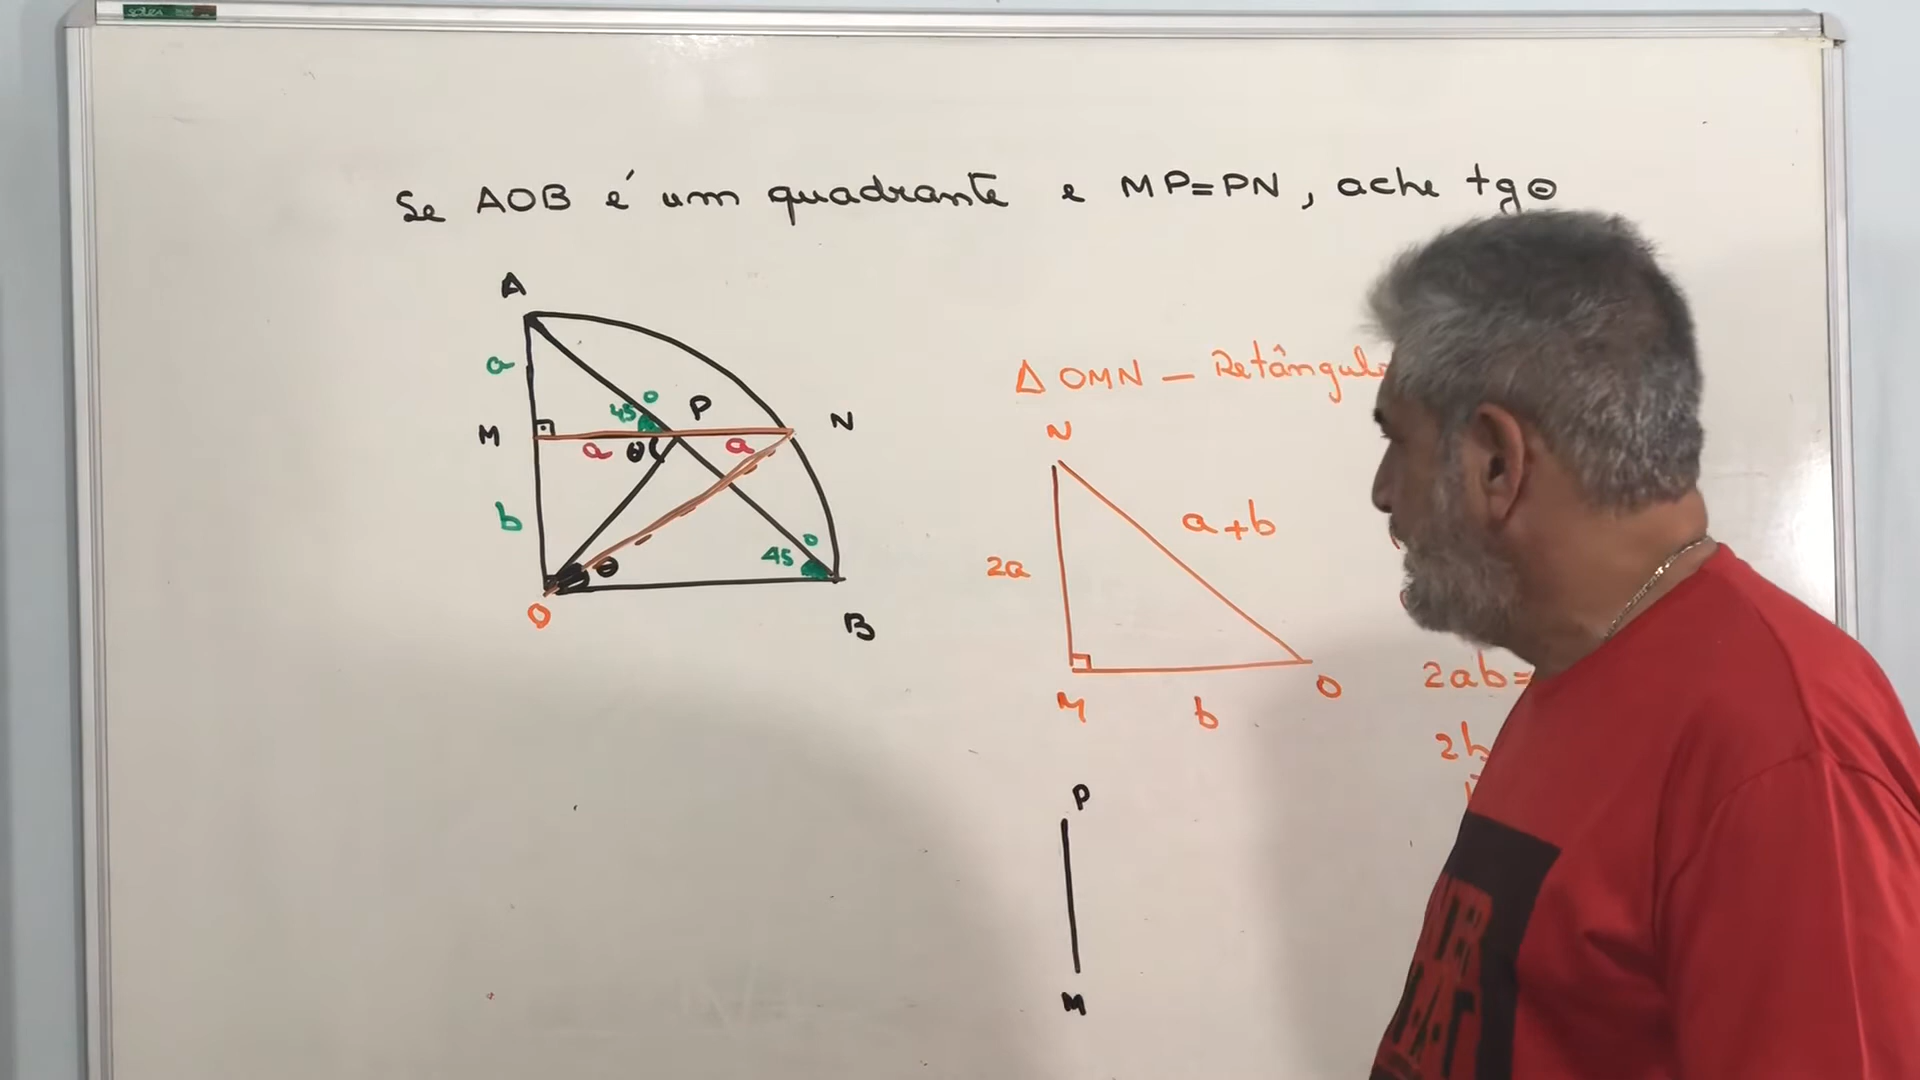 Se AOB é um quadrante e MP=PN, ache tgθ
A
a
45°
P
N
M
a
θ
a
b
45°
θ
O
B
Δ OMN — Retângulo
N
a+b
2a
M
b
O
2ab=
2b
P
M